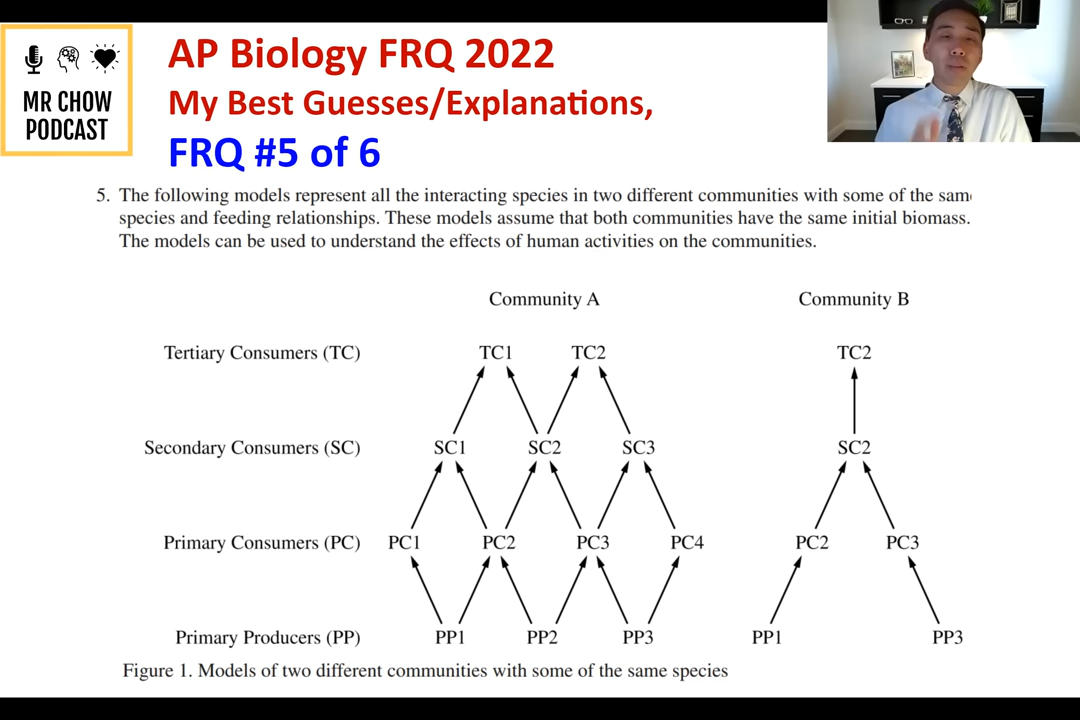 MR CHOW
PODCAST
AP Biology FRQ 2022
My Best Guesses/Explanations,
FRQ #5 of 6
5. The following models represent all the interacting species in two different communities with some of the sam
species and feeding relationships. These models assume that both communities have the same initial biomass.
The models can be used to understand the effects of human activities on the communities.
Community A Community B
Tertiary Consumers (TC) TC1 TC2 TC2
Secondary Consumers (SC) SC1 SC2 SC3 SC2
Primary Consumers (PC) PC1 PC2 PC3 PC4 PC2 PC3
Primary Producers (PP) PP1 PP2 PP3 PP1 PP3
Figure 1. Models of two different communities with some of the same species